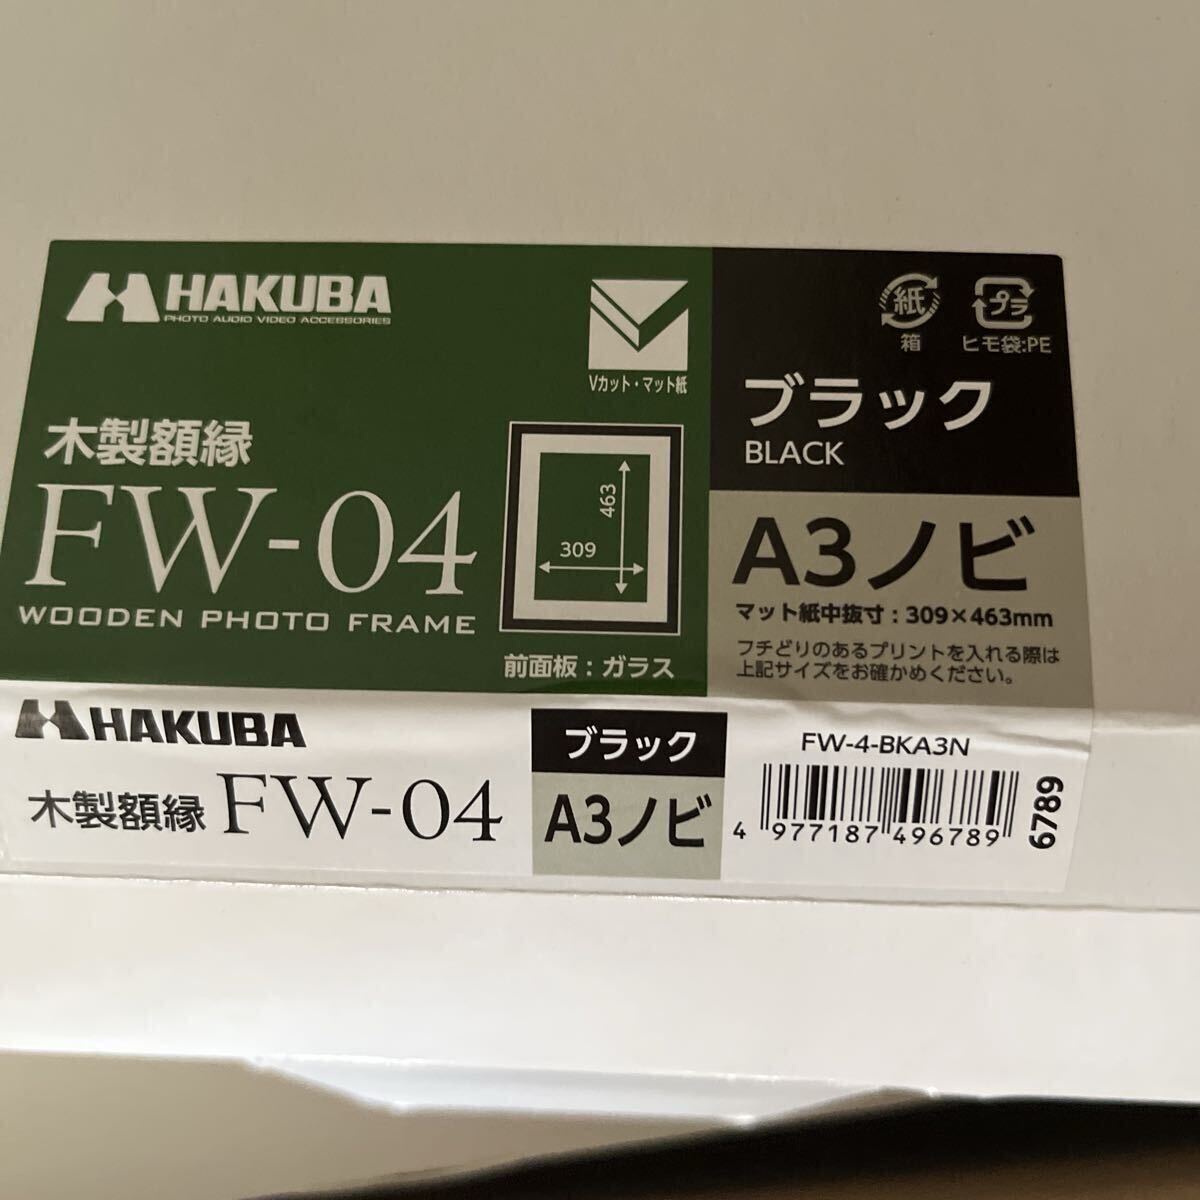 HAKUBA
PHOTO AUDIO VIDEO ACCESSORIES
Vカット・マット紙
木製額縁
FW-04
WOODEN PHOTO FRAME
463
309
前面板：ガラス
紙
箱
プラ
ヒモ袋:PE
ブラック
BLACK
A3ノビ
マット紙中抜寸：309×463mm
フチどりのあるプリントを入れる際は
上記サイズをお確かめください。
HAKUBA
木製額縁 FW-04
ブラック
A3ノビ
FW-4-BKA3N
4 977187 496789
6789